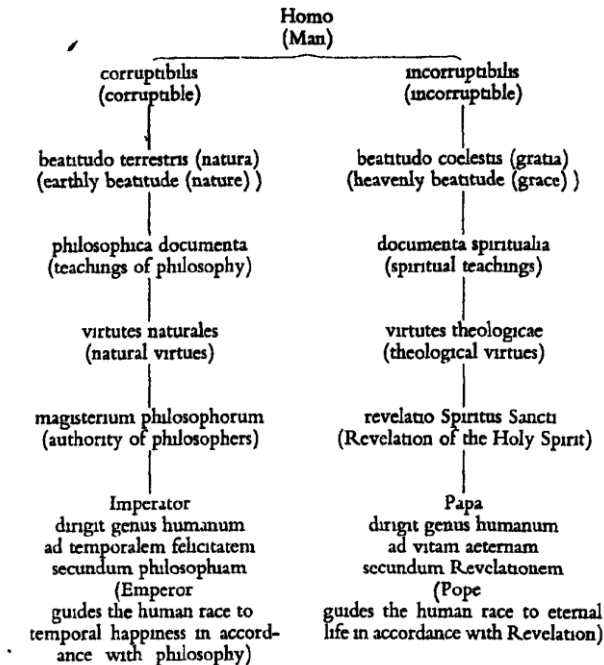 Homo
(Man)
corruptibilis
(corruptible)
incorruptibilis
(incorruptible)
beatitudo terrestris (natura)
(earthly beatitude (nature) )
beatitudo coelestis (gratia)
(heavenly beatitude (grace) )
philosophica documenta
(teachings of philosophy)
documenta spiritualia
(spiritual teachings)
virtutes naturales
(natural virtues)
virtutes theologicae
(theological virtues)
magisterium philosophorum
(authority of philosophers)
revelatio Spiritus Sancti
(Revelation of the Holy Spirit)
Imperator
dirigit genus humanum
ad temporalem felicitatem
secundum philosophiam
(Emperor
guides the human race to
temporal happiness in accord-
ance with philosophy)
Papa
dirigit genus humanum
ad vitam aeternam
secundum Revelationem
(Pope
guides the human race to eternal
life in accordance with Revelation)